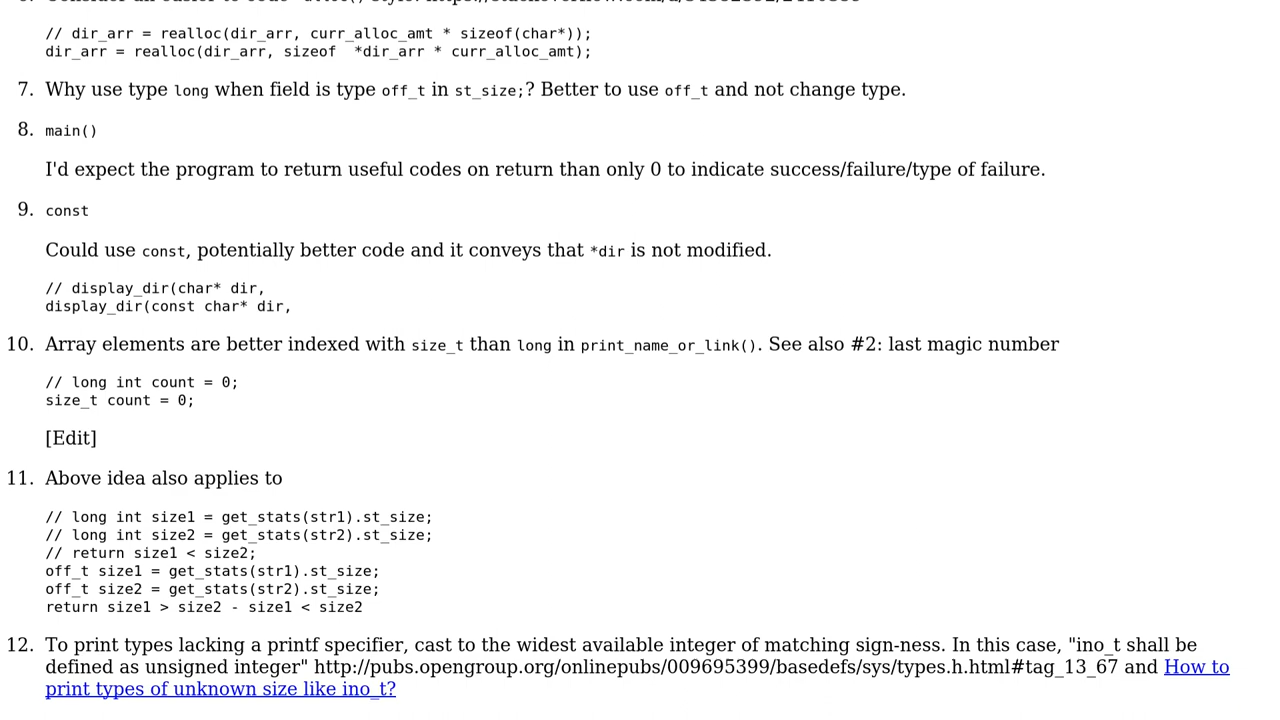 // dir_arr = realloc(dir_arr, curr_alloc_amt * sizeof(char*));
dir_arr = realloc(dir_arr, sizeof  *dir_arr * curr_alloc_amt);
7. Why use type long when field is type off_t in st_size;? Better to use off_t and not change type.
8. main()
I'd expect the program to return useful codes on return than only 0 to indicate success/failure/type of failure.
9. const
Could use const, potentially better code and it conveys that *dir is not modified.
// display_dir(char* dir,
display_dir(const char* dir,
10. Array elements are better indexed with size_t than long in print_name_or_link(). See also #2: last magic number
// long int count = 0;
size_t count = 0;
[Edit]
11. Above idea also applies to
// long int size1 = get_stats(str1).st_size;
// long int size2 = get_stats(str2).st_size;
// return size1 < size2;
off_t size1 = get_stats(str1).st_size;
off_t size2 = get_stats(str2).st_size;
return size1 > size2 - size1 < size2
12. To print types lacking a printf specifier, cast to the widest available integer of matching sign-ness. In this case, "ino_t shall be
defined as unsigned integer" http://pubs.opengroup.org/onlinepubs/009695399/basedefs/sys/types.h.html#tag_13_67 and How to
print types of unknown size like ino_t?